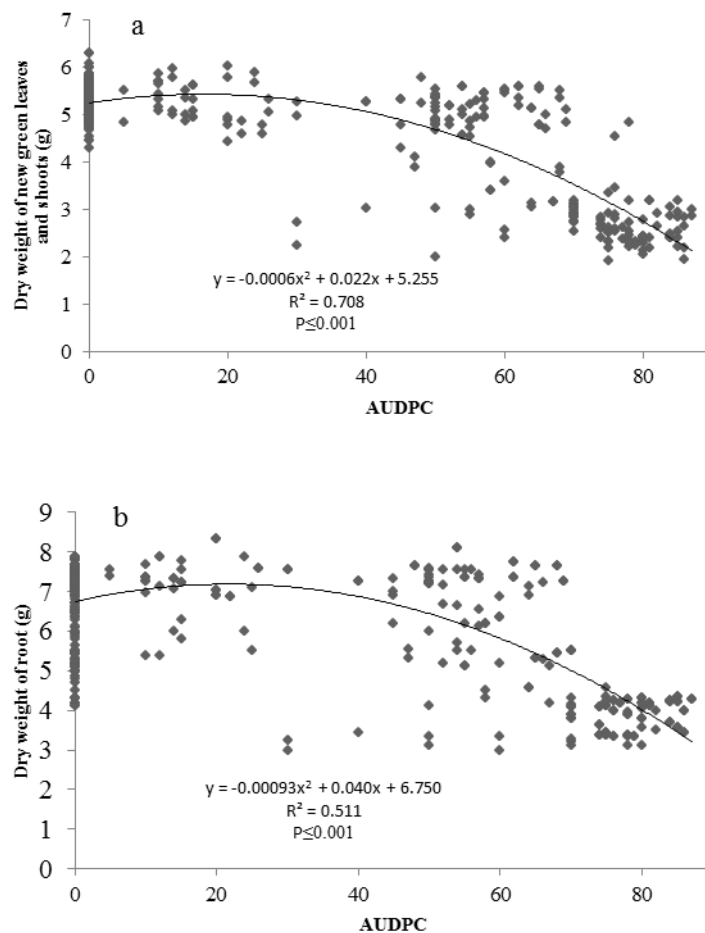 a
7
6
5
4
3
2
1
0
Dry weight of new green leaves
and shoots (g)
y = -0.0006x² + 0.022x + 5.255
R² = 0.708
P≤0.001
0 20 40 60 80
AUDPC
b
9
8
7
6
5
4
3
2
1
0
Dry weight of root (g)
y = -0.00093x² + 0.040x + 6.750
R² = 0.511
P≤0.001
0 20 40 60 80
AUDPC